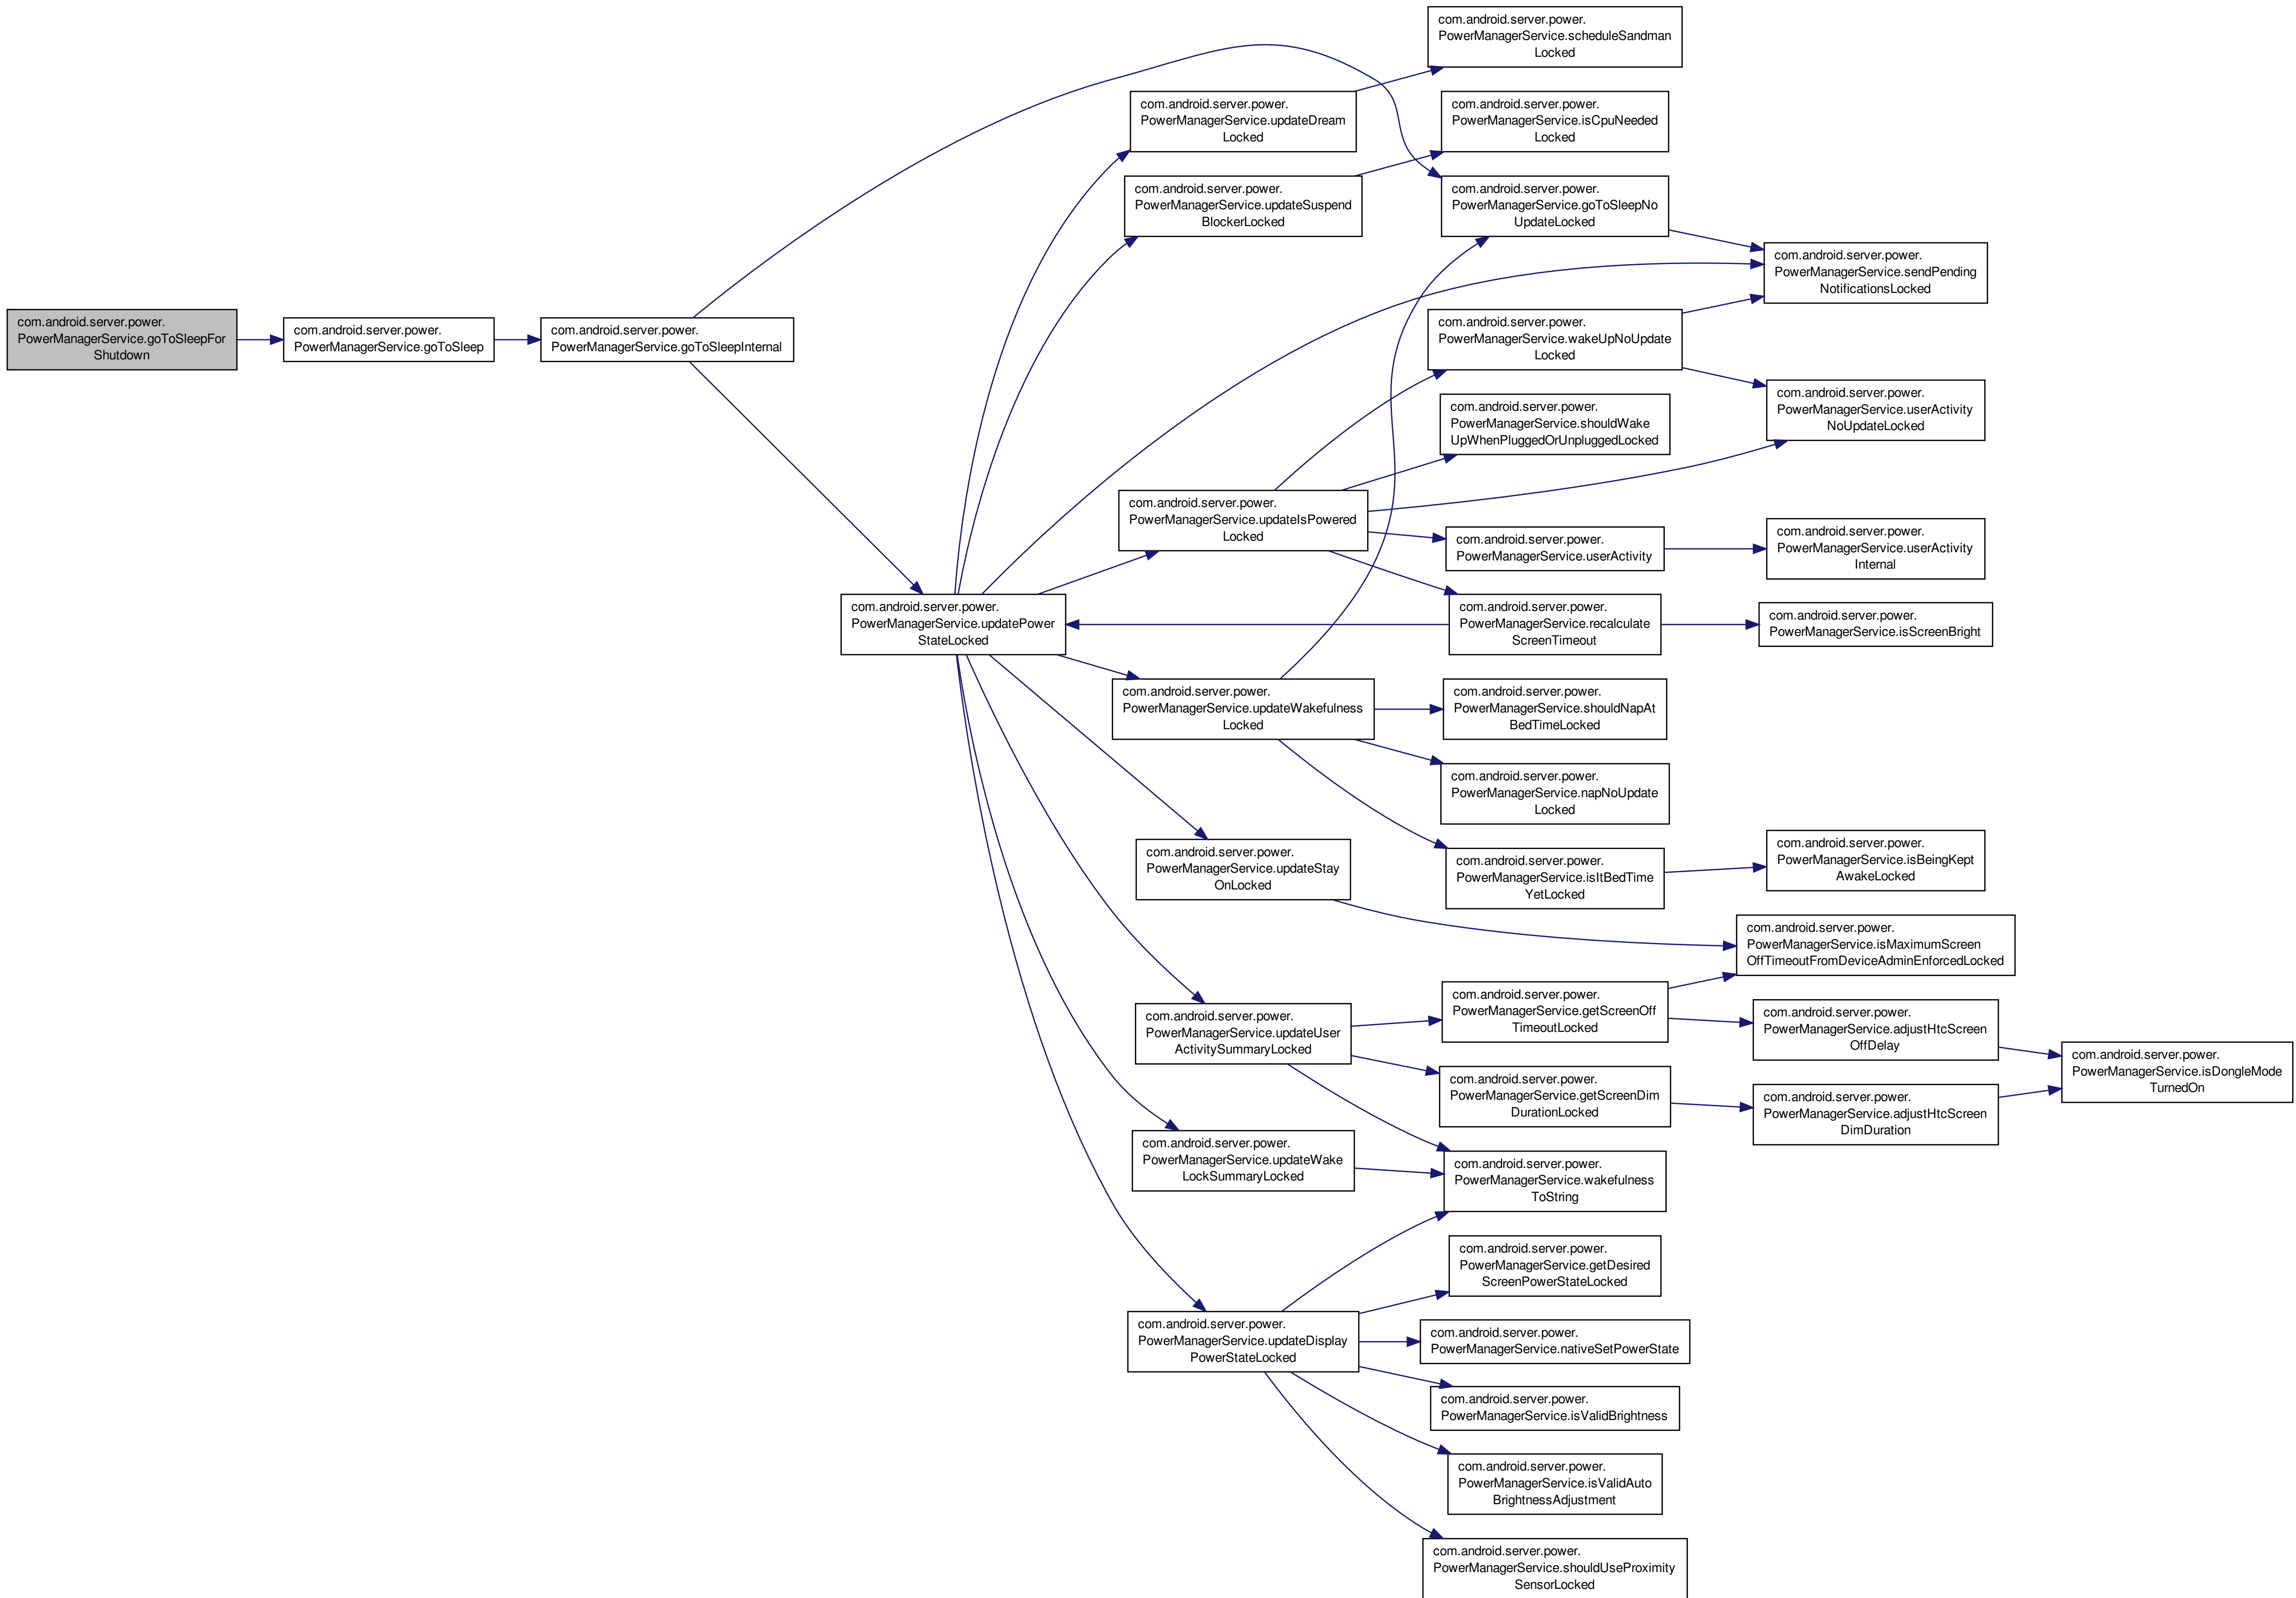 com.android.server.power.
PowerManagerService.goToSleepFor
Shutdown
com.android.server.power.
PowerManagerService.goToSleep
com.android.server.power.
PowerManagerService.goToSleepInternal
com.android.server.power.
PowerManagerService.updatePower
StateLocked
com.android.server.power.
PowerManagerService.updateDream
Locked
com.android.server.power.
PowerManagerService.updateSuspend
BlockerLocked
com.android.server.power.
PowerManagerService.updateIsPowered
Locked
com.android.server.power.
PowerManagerService.updateWakefulness
Locked
com.android.server.power.
PowerManagerService.updateStay
OnLocked
com.android.server.power.
PowerManagerService.updateUser
ActivitySummaryLocked
com.android.server.power.
PowerManagerService.updateWake
LockSummaryLocked
com.android.server.power.
PowerManagerService.updateDisplay
PowerStateLocked
com.android.server.power.
PowerManagerService.scheduleSandman
Locked
com.android.server.power.
PowerManagerService.isCpuNeeded
Locked
com.android.server.power.
PowerManagerService.goToSleepNo
UpdateLocked
com.android.server.power.
PowerManagerService.wakeUpNoUpdate
Locked
com.android.server.power.
PowerManagerService.shouldWake
UpWhenPluggedOrUnpluggedLocked
com.android.server.power.
PowerManagerService.userActivity
com.android.server.power.
PowerManagerService.recalculate
ScreenTimeout
com.android.server.power.
PowerManagerService.shouldNapAt
BedTimeLocked
com.android.server.power.
PowerManagerService.napNoUpdate
Locked
com.android.server.power.
PowerManagerService.isItBedTime
YetLocked
com.android.server.power.
PowerManagerService.getScreenOff
TimeoutLocked
com.android.server.power.
PowerManagerService.getScreenDim
DurationLocked
com.android.server.power.
PowerManagerService.wakefulness
ToString
com.android.server.power.
PowerManagerService.getDesired
ScreenPowerStateLocked
com.android.server.power.
PowerManagerService.nativeSetPowerState
com.android.server.power.
PowerManagerService.isValidBrightness
com.android.server.power.
PowerManagerService.isValidAuto
BrightnessAdjustment
com.android.server.power.
PowerManagerService.shouldUseProximity
SensorLocked
com.android.server.power.
PowerManagerService.sendPending
NotificationsLocked
com.android.server.power.
PowerManagerService.userActivity
NoUpdateLocked
com.android.server.power.
PowerManagerService.userActivity
Internal
com.android.server.power.
PowerManagerService.isScreenBright
com.android.server.power.
PowerManagerService.isBeingKept
AwakeLocked
com.android.server.power.
PowerManagerService.isMaximumScreen
OffTimeoutFromDeviceAdminEnforcedLocked
com.android.server.power.
PowerManagerService.adjustHtcScreen
OffDelay
com.android.server.power.
PowerManagerService.adjustHtcScreen
DimDuration
com.android.server.power.
PowerManagerService.isDongleMode
TurnedOn